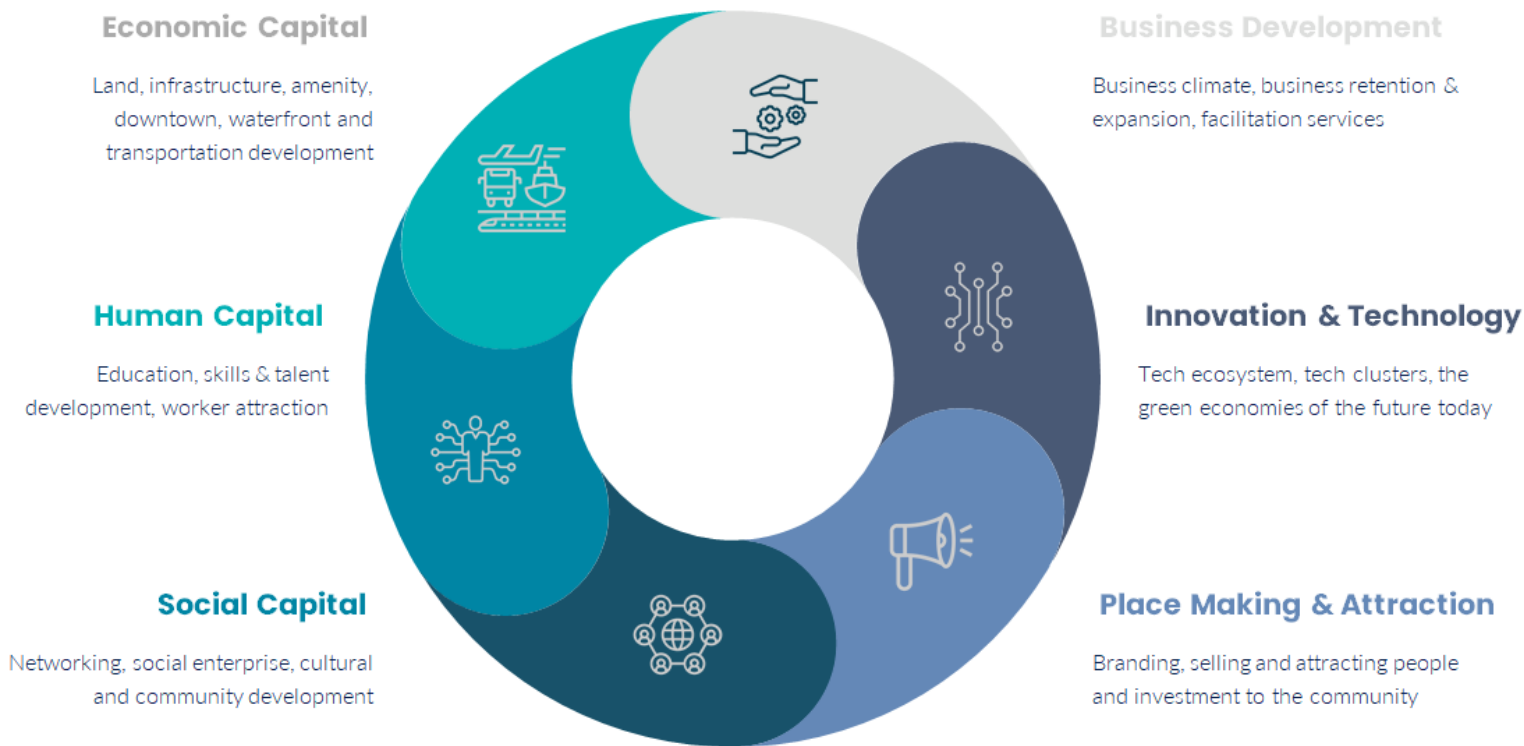 Economic Capital
Land, infrastructure, amenity,
downtown, waterfront and
transportation development
Business Development
Business climate, business retention &
expansion, facilitation services
Human Capital
Education, skills & talent
development, worker attraction
Innovation & Technology
Tech ecosystem, tech clusters, the
green economies of the future today
Social Capital
Networking, social enterprise, cultural
and community development
Place Making & Attraction
Branding, selling and attracting people
and investment to the community